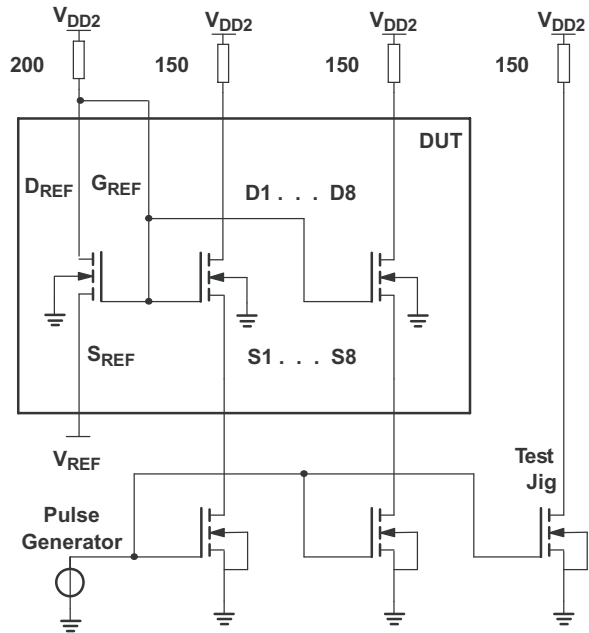 VDD2 VDD2 VDD2 VDD2
200 150 150 150
DUT
DREF GREF D1 . . . D8
SREF S1 . . . S8
VREF
Test
Jig
Pulse
Generator